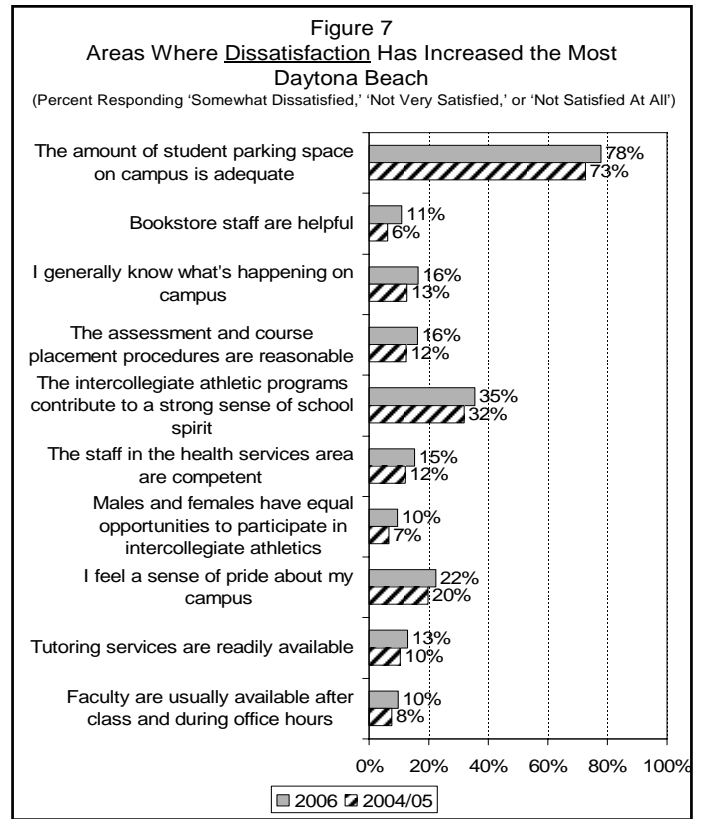 Figure 7
Areas Where Dissatisfaction Has Increased the Most
Daytona Beach
(Percent Responding ‘Somewhat Dissatisfied,’ ‘Not Very Satisfied,’ or ‘Not Satisfied At All’)
The amount of student parking space
on campus is adequate
78%
73%
Bookstore staff are helpful
11%
6%
I generally know what's happening on
campus
16%
13%
The assessment and course
placement procedures are reasonable
16%
12%
The intercollegiate athletic programs
contribute to a strong sense of school
spirit
35%
32%
The staff in the health services area
are competent
15%
12%
Males and females have equal
opportunities to participate in
intercollegiate athletics
10%
7%
I feel a sense of pride about my
campus
22%
20%
Tutoring services are readily available
13%
10%
Faculty are usually available after
class and during office hours
10%
8%
0% 20% 40% 60% 80% 100%
2006 2004/05